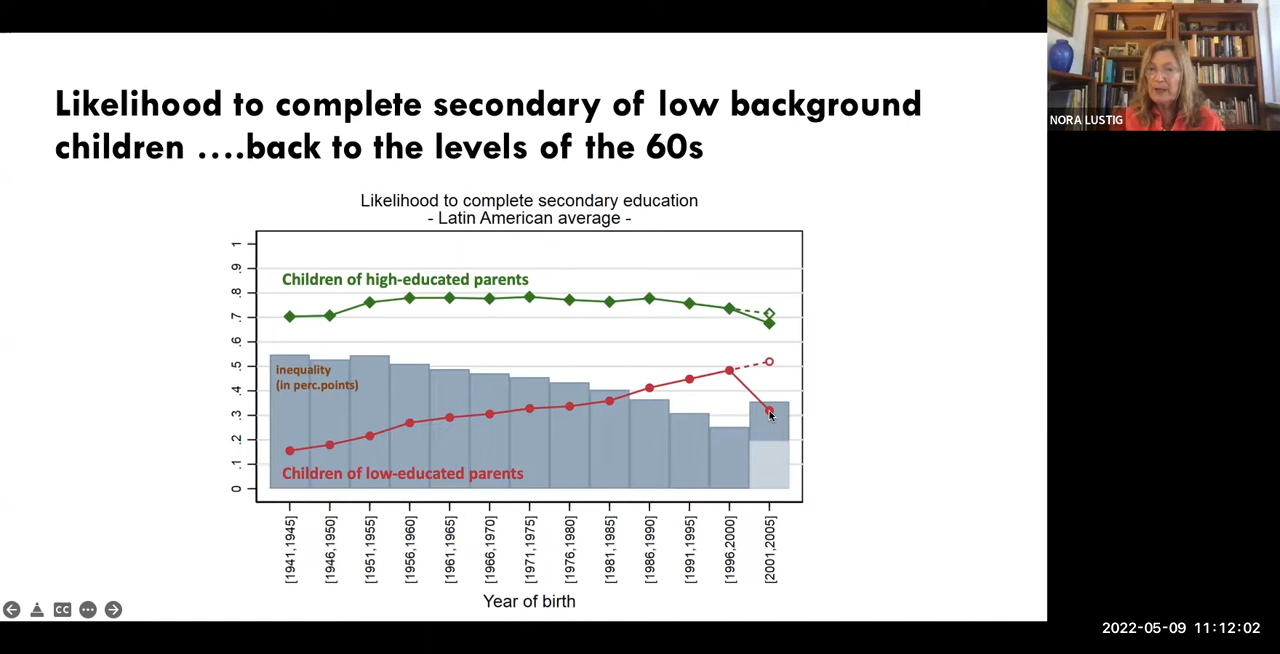 Likelihood to complete secondary of low background
children ....back to the levels of the 60s
NORA LUSTIG
Likelihood to complete secondary education
- Latin American average -
1
.9
.8
.7
.6
.5
.4
.3
.2
.1
0
Children of high-educated parents
inequality
(in perc.points)
Children of low-educated parents
[1941,1945]
[1946,1950]
[1951,1955]
[1956,1960]
[1961,1965]
[1966,1970]
[1971,1975]
[1976,1980]
[1981,1985]
[1986,1990]
[1991,1995]
[1996,2000]
[2001,2005]
Year of birth
CC
2022-05-09 11:12:02